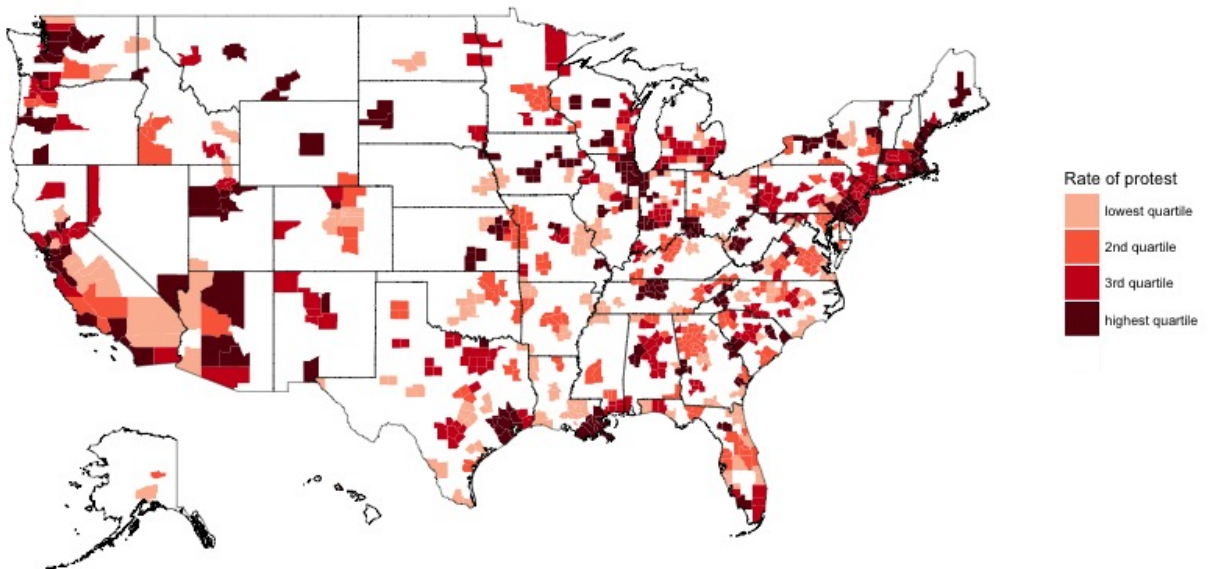 Rate of protest
lowest quartile
2nd quartile
3rd quartile
highest quartile